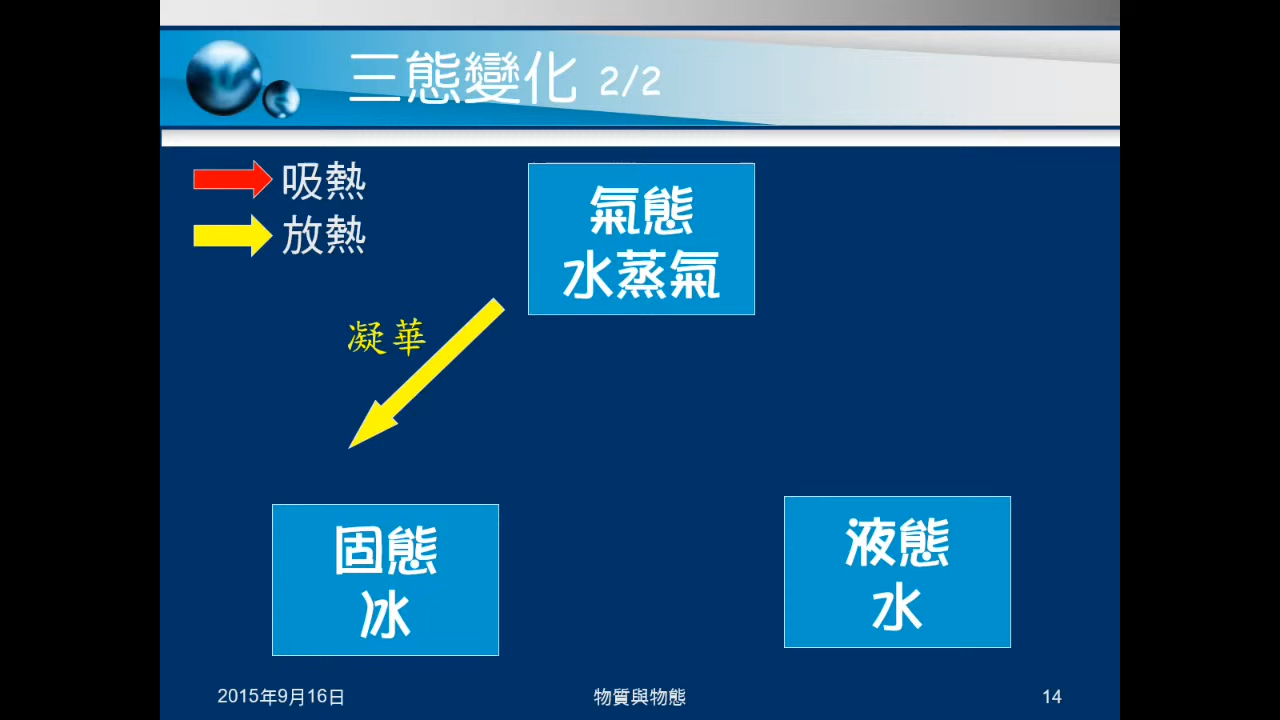 三態變化 2/2
吸熱
放熱
氣態
水蒸氣
凝華
固態
冰
液態
水
2015年9月16日
物質與物態
14